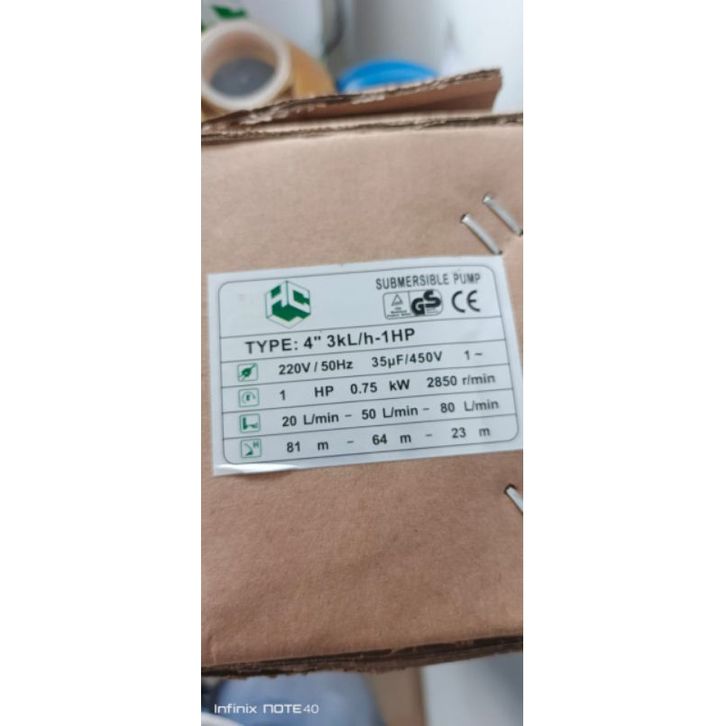 HC
SUBMERSIBLE PUMP
GS CE
TYPE: 4" 3kL/h-1HP
220V / 50Hz 35µF/450V 1~
1 HP 0.75 kW 2850 r/min
20 L/min - 50 L/min - 80 L/min
H
81 m - 64 m - 23 m
Infinix NOTE 40